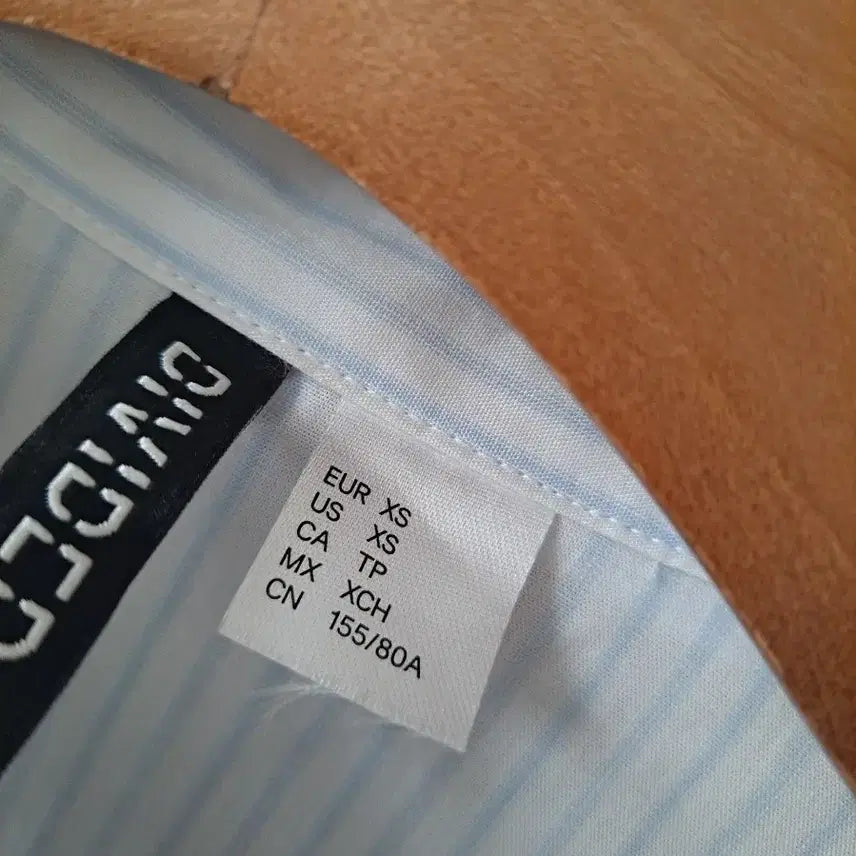 DIVIDED
EUR XS
US XS
CA TP
MX XCH
CN 155/80A